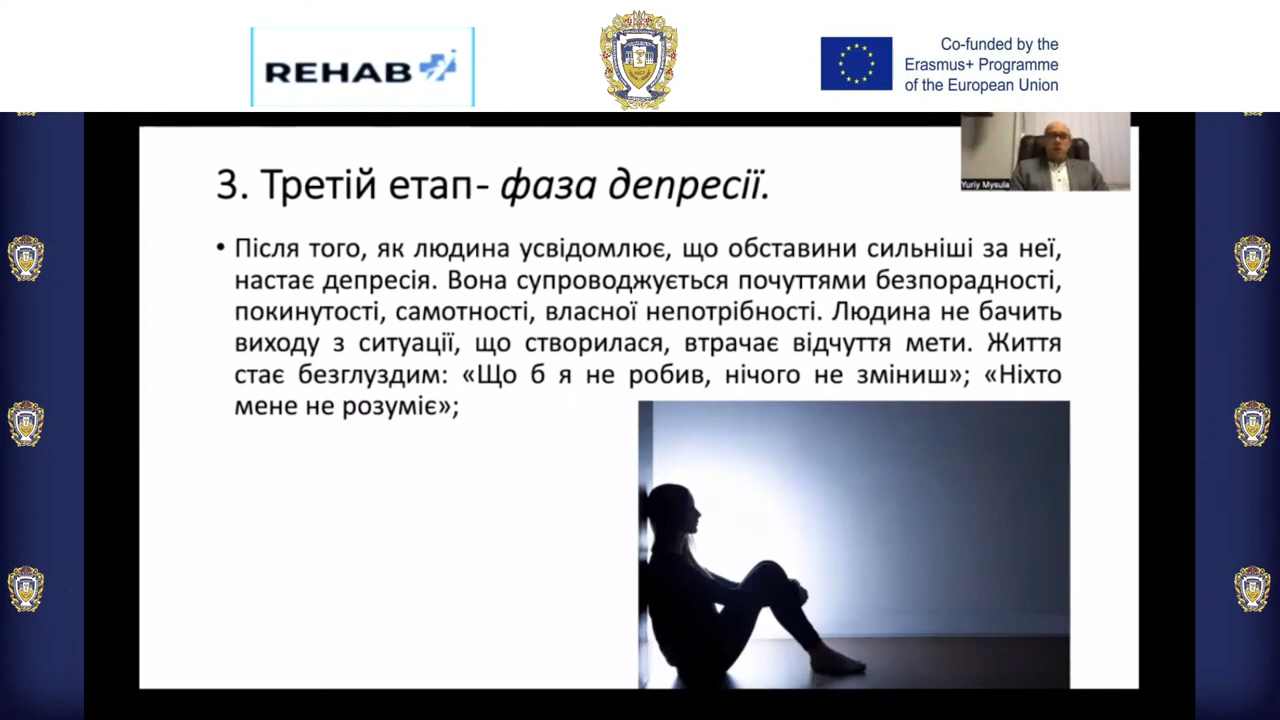 REHAB
Co-funded by the
Erasmus+ Programme
of the European Union
Yuriy Mysula
3. Третій етап- фаза депресії.
• Після того, як людина усвідомлює, що обставини сильніші за неї,
настає депресія. Вона супроводжується почуттями безпорадності,
покинутості, самотності, власної непотрібності. Людина не бачить
виходу з ситуації, що створилася, втрачає відчуття мети. Життя
стає безглуздим: «Що б я не робив, нічого не зміниш»; «Ніхто
мене не розуміє»;